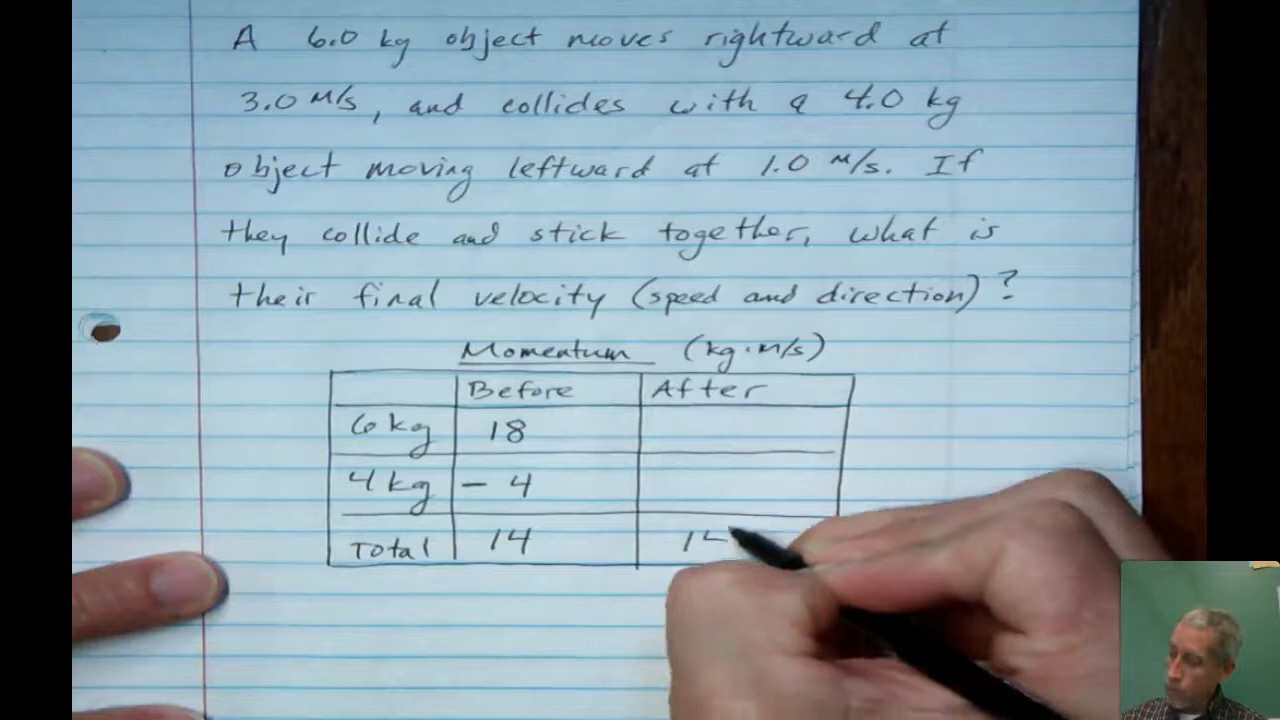 A 6.0 kg object moves rightward at
3.0 m/s, and collides with a 4.0 kg
object moving leftward at 1.0 m/s. If
they collide and stick together, what is
their final velocity (speed and direction)?
Momentum (kg·m/s)
Before After
6 kg 18
4 kg - 4
Total 14 14